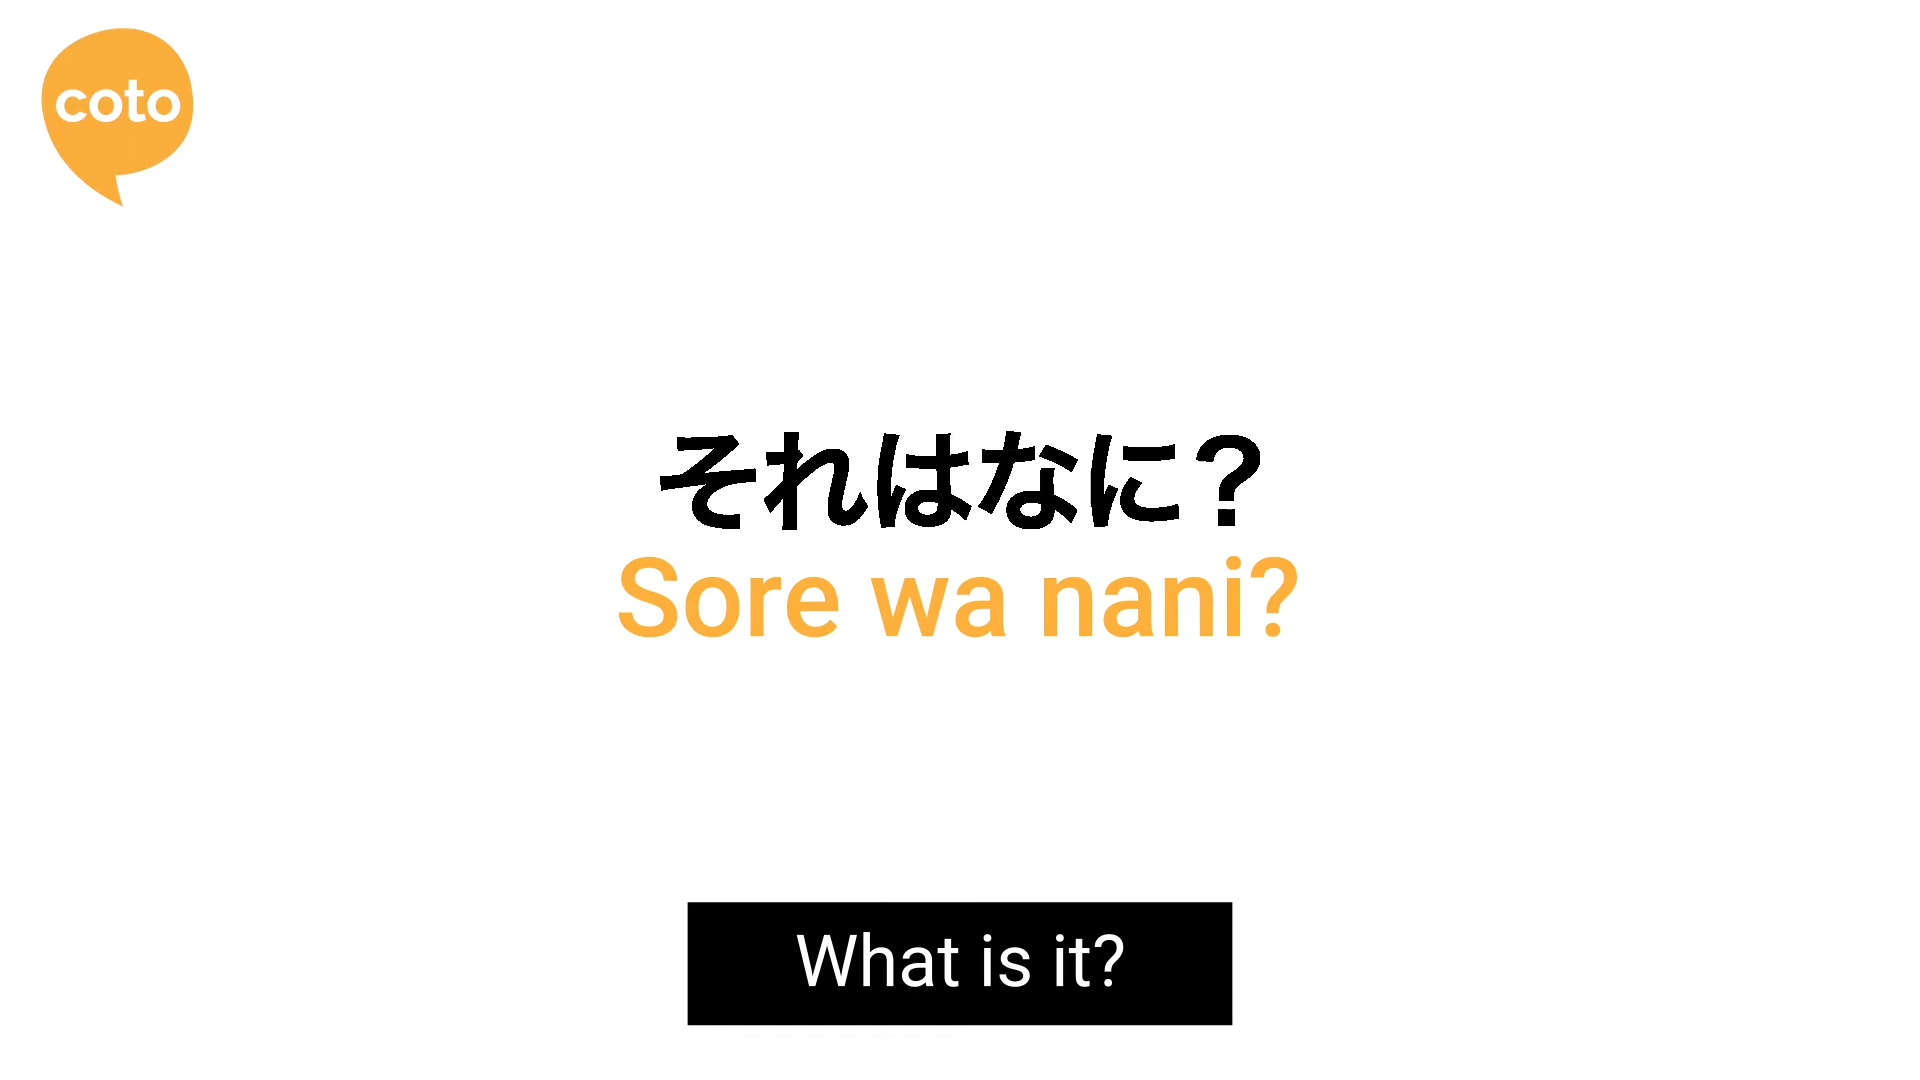 coto
それはなに？
Sore wa nani?
What is it?